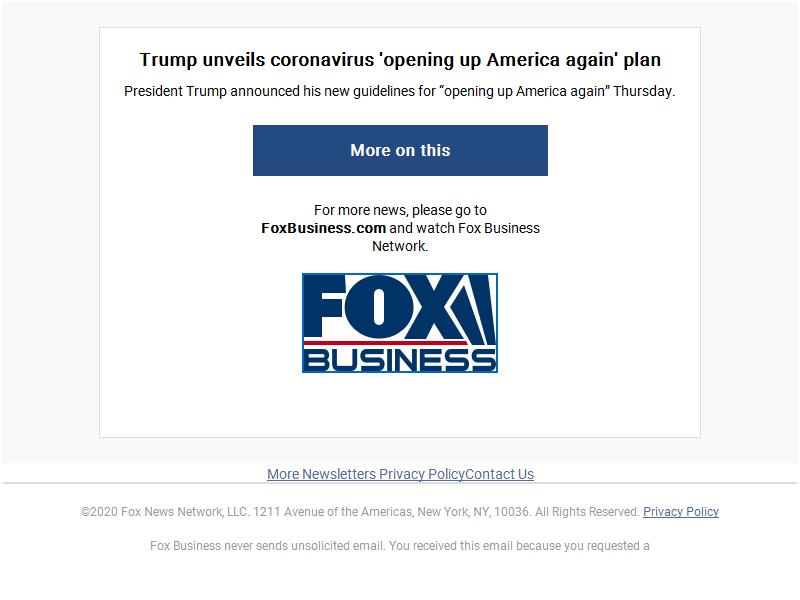 Trump unveils coronavirus 'opening up America again' plan
President Trump announced his new guidelines for “opening up America again” Thursday.
More on this
For more news, please go to
FoxBusiness.com and watch Fox Business
Network.
FOX
BUSINESS
More Newsletters Privacy PolicyContact Us
©2020 Fox News Network, LLC. 1211 Avenue of the Americas, New York, NY, 10036. All Rights Reserved. Privacy Policy
Fox Business never sends unsolicited email. You received this email because you requested a